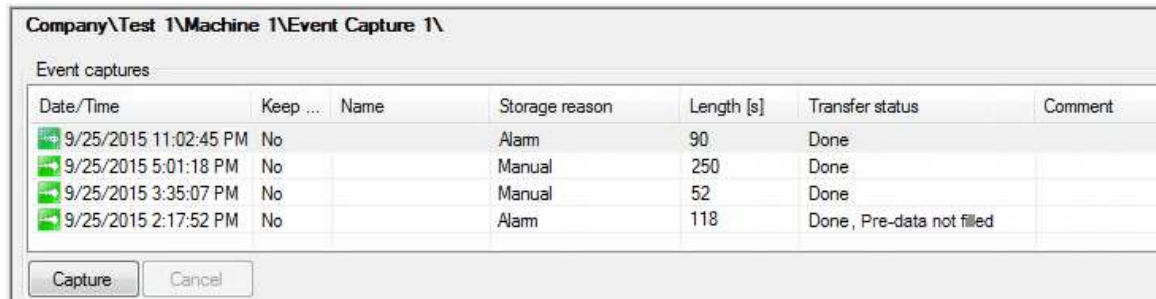 Company\Test 1\Machine 1\Event Capture 1\
Event captures
Date/Time Keep ... Name Storage reason Length [s] Transfer status Comment
9/25/2015 11:02:45 PM No Alarm 90 Done
9/25/2015 5:01:18 PM No Manual 250 Done
9/25/2015 3:35:07 PM No Manual 52 Done
9/25/2015 2:17:52 PM No Alarm 118 Done, Pre-data not filled
Capture Cancel